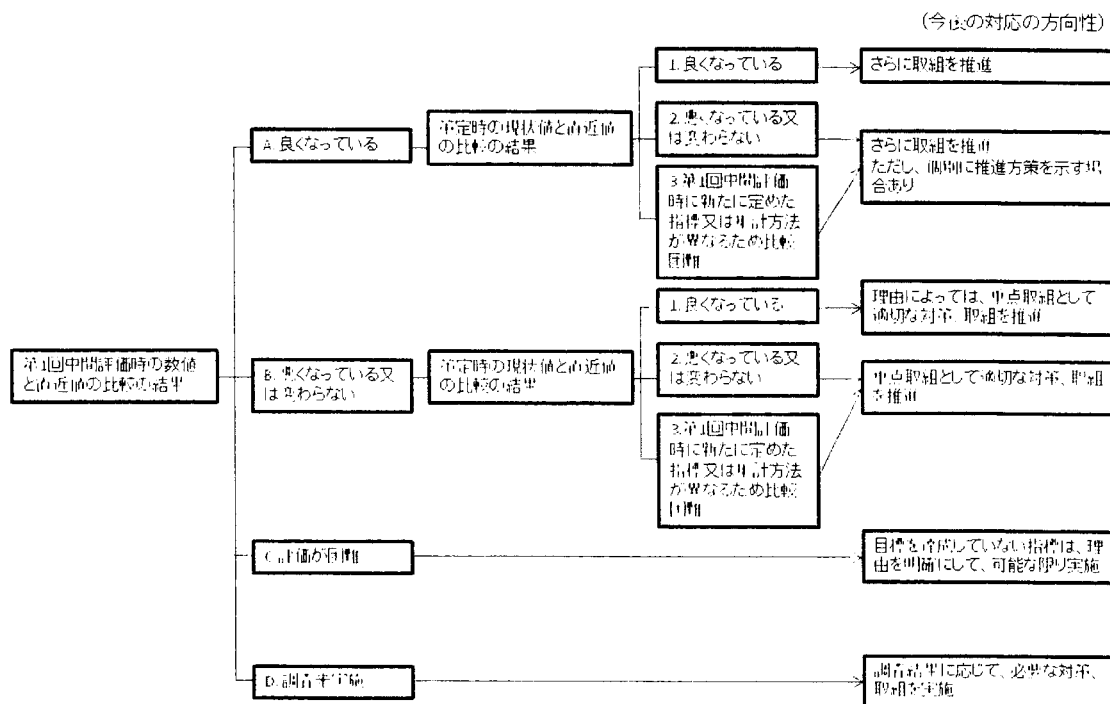 (今後の対応の方向性)
1. 良くなっている
さらに取組を推進
A. 良くなっている
策定時の現状値と直近値
の比較の結果
2. 悪くなっている又
は変わらない
さらに取組を推進
ただし、個別に推進方策を示す場
合あり
3. 第1回中間評価
時に新たに定めた
指標又は集計方法
が異なるため比較
困難
第1回中間評価時の数値
と直近値の比較の結果
B. 悪くなっている又
は変わらない
策定時の現状値と直近値
の比較の結果
1. 良くなっている
理由によっては、重点取組として
適切な対策、取組を推進
2. 悪くなっている又
は変わらない
重点取組として適切な対策、取組
を推進
3. 第1回中間評価
時に新たに定めた
指標又は集計方法
が異なるため比較
困難
C. 評価が困難
目標を達成していない指標は、理
由を明確にして、可能な限り実施
D. 調査未実施
調査結果に応じて、必要な対策、
取組を実施